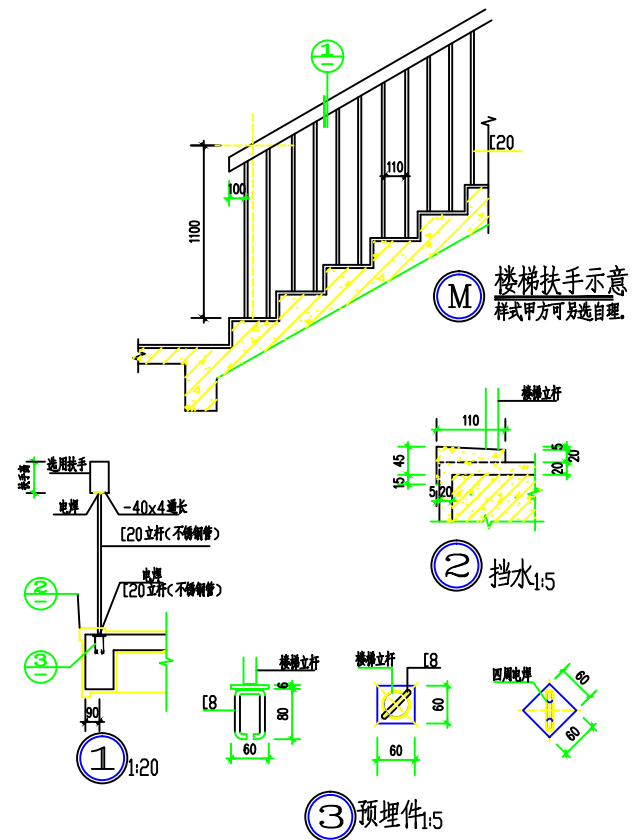 1
[20
110
100
1100
M
楼梯扶手示意
样式甲方可另选自理.
楼梯立杆
110
45
15
5
20
5
20
20
2
挡水1:5
选用扶手
扶手高
电焊
-40x4通长
[20立杆(不锈钢管)
电焊
[20立杆(不锈钢管)
2
3
90
1
1:20
楼梯立杆
[8
6
80
60
楼梯立杆
[8
60
60
四周电焊
60
60
3
预埋件1:5